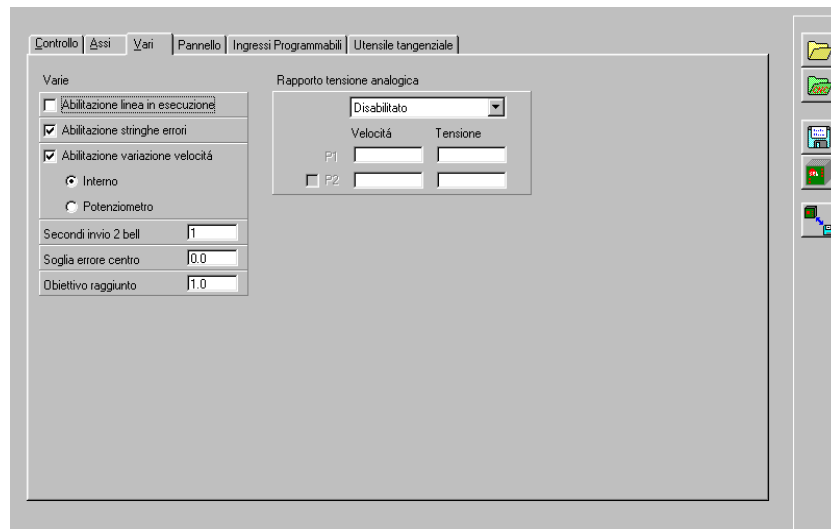 Controllo Assi Vari Pannello Ingressi Programmabili Utensile tangenziale
Varie
Abilitazione linea in esecuzione
Abilitazione stringhe errori
Abilitazione variazione velocitá
Interno
Potenziometro
Secondi invio 2 bell 1
Soglia errore centro 0.0
Obiettivo raggiunto 1.0
Rapporto tensione analogica
Disabilitato
Velocitá Tensione
P1
P2